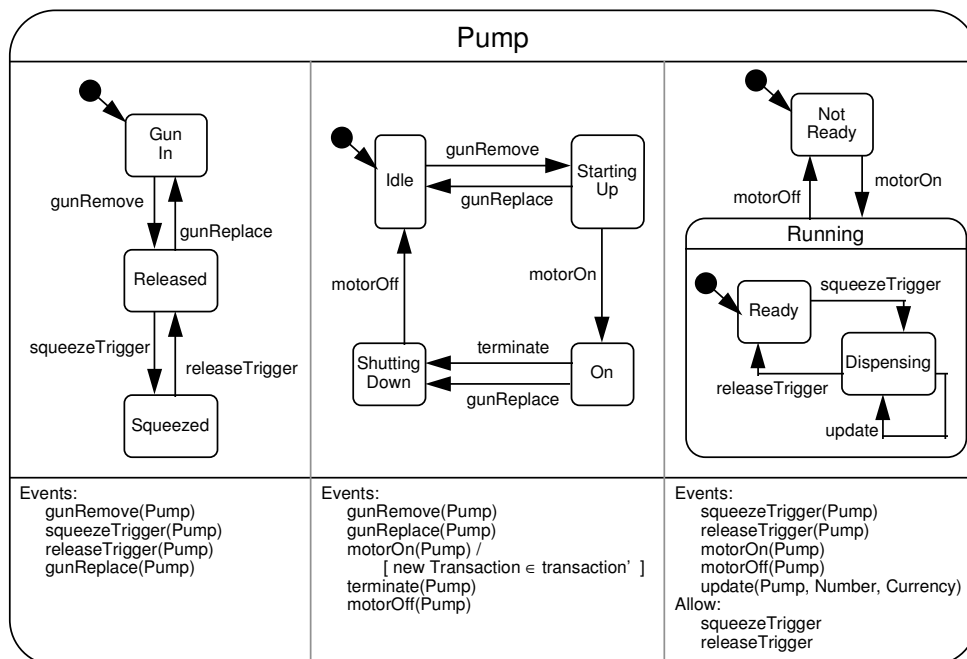 Pump
Gun
In
gunRemove
gunReplace
Released
squeezeTrigger
releaseTrigger
Squeezed
Events:
gunRemove(Pump)
squeezeTrigger(Pump)
releaseTrigger(Pump)
gunReplace(Pump)
Idle
gunRemove
Starting
Up
gunReplace
motorOff
motorOn
Shutting
Down
terminate
On
gunReplace
Events:
gunRemove(Pump)
gunReplace(Pump)
motorOn(Pump) /
[ new Transaction ∈ transaction' ]
terminate(Pump)
motorOff(Pump)
Not
Ready
motorOff
motorOn
Running
Ready
squeezeTrigger
Dispensing
releaseTrigger
update
Events:
squeezeTrigger(Pump)
releaseTrigger(Pump)
motorOn(Pump)
motorOff(Pump)
update(Pump, Number, Currency)
Allow:
squeezeTrigger
releaseTrigger